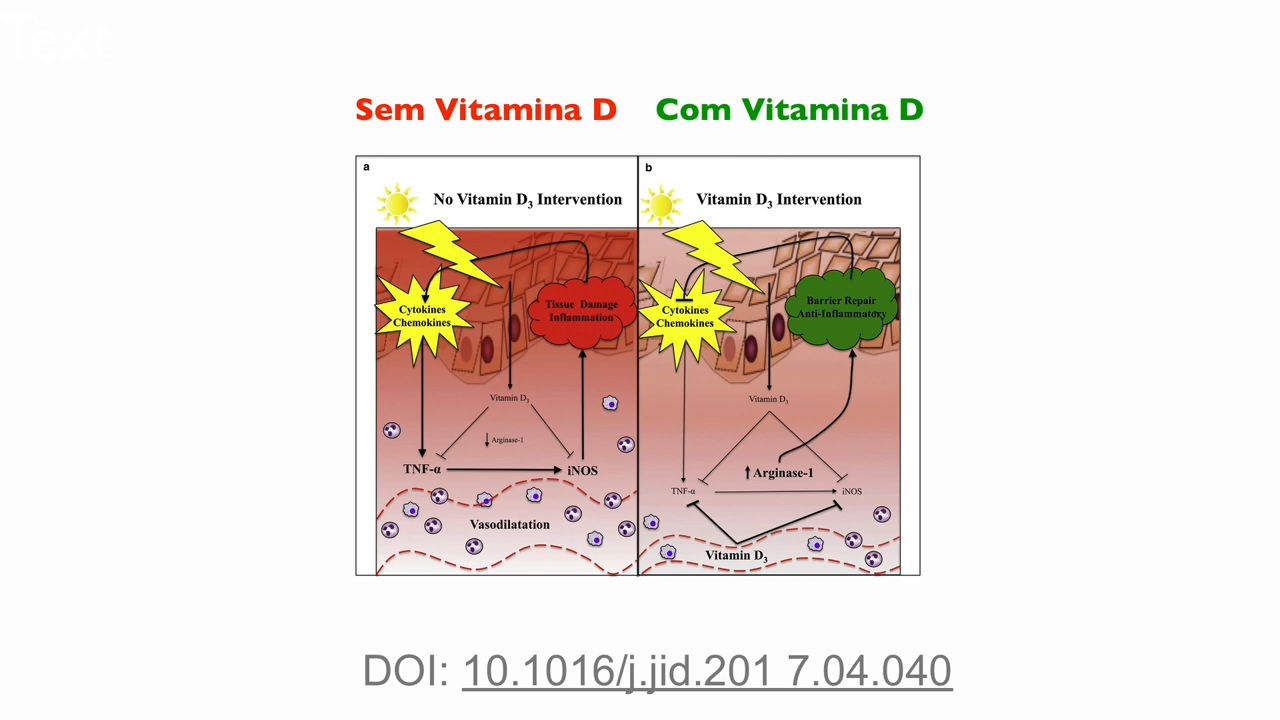 Text
Sem Vitamina D
Com Vitamina D
a
No Vitamin D3 Intervention
Cytokines
Chemokines
Tissue Damage
Inflammation
Vitamin D3
↓ Arginase-1
TNF-α
iNOS
Vasodilatation
b
Vitamin D3 Intervention
Cytokines
Chemokines
Barrier Repair
Anti-Inflammatory
Vitamin D3
↑ Arginase-1
TNF-α
iNOS
Vitamin D3
DOI: 10.1016/j.jid.201 7.04.040